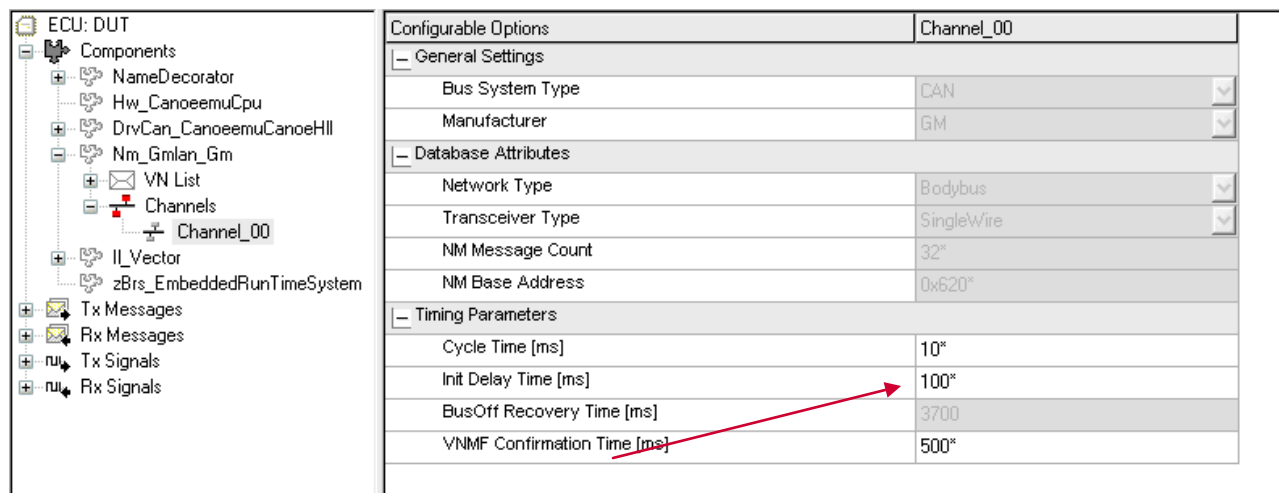 ECU: DUT
Components
NameDecorator
Hw_CanoeemuCpu
DrvCan_CanoeemuCanoeHll
Nm_Gmlan_Gm
VN List
Channels
Channel_00
Il_Vector
zBrs_EmbeddedRunTimeSystem
Tx Messages
Rx Messages
Tx Signals
Rx Signals
Configurable Options Channel_00
General Settings
Bus System Type CAN
Manufacturer GM
Database Attributes
Network Type Bodybus
Transceiver Type SingleWire
NM Message Count 32*
NM Base Address 0x620*
Timing Parameters
Cycle Time [ms] 10*
Init Delay Time [ms] 100*
BusOff Recovery Time [ms] 3700
VNMF Confirmation Time [ms] 500*